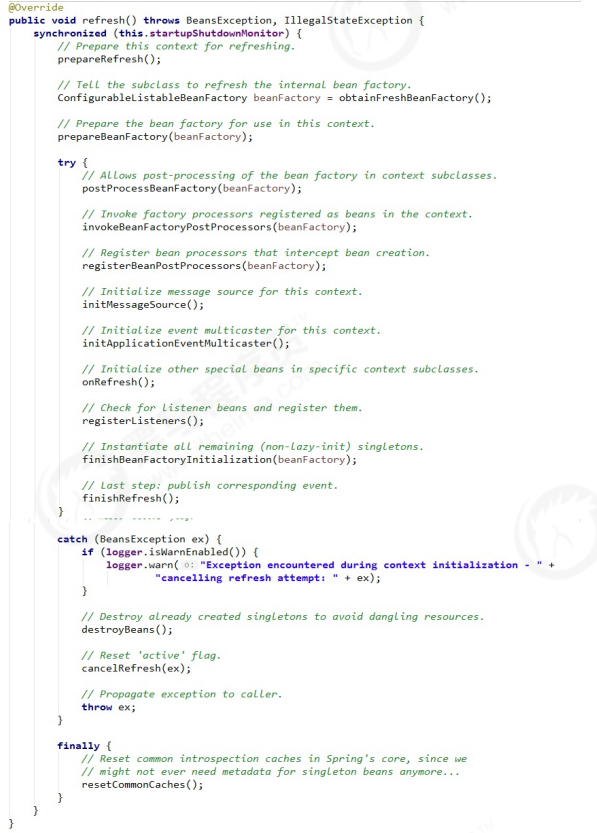 @Override
public void refresh() throws BeansException, IllegalStateException {
    synchronized (this.startupShutdownMonitor) {
        // Prepare this context for refreshing.
        prepareRefresh();

        // Tell the subclass to refresh the internal bean factory.
        ConfigurableListableBeanFactory beanFactory = obtainFreshBeanFactory();

        // Prepare the bean factory for use in this context.
        prepareBeanFactory(beanFactory);

        try {
            // Allows post-processing of the bean factory in context subclasses.
            postProcessBeanFactory(beanFactory);

            // Invoke factory processors registered as beans in the context.
            invokeBeanFactoryPostProcessors(beanFactory);

            // Register bean processors that intercept bean creation.
            registerBeanPostProcessors(beanFactory);

            // Initialize message source for this context.
            initMessageSource();

            // Initialize event multicaster for this context.
            initApplicationEventMulticaster();

            // Initialize other special beans in specific context subclasses.
            onRefresh();

            // Check for listener beans and register them.
            registerListeners();

            // Instantiate all remaining (non-lazy-init) singletons.
            finishBeanFactoryInitialization(beanFactory);

            // Last step: publish corresponding event.
            finishRefresh();
        }
        catch (BeansException ex) {
            if (logger.isWarnEnabled()) {
                logger.warn( o: "Exception encountered during context initialization - " +
                        "cancelling refresh attempt: " + ex);
            }

            // Destroy already created singletons to avoid dangling resources.
            destroyBeans();

            // Reset 'active' flag.
            cancelRefresh(ex);

            // Propagate exception to caller.
            throw ex;
        }

        finally {
            // Reset common introspection caches in Spring's core, since we
            // might not ever need metadata for singleton beans anymore...
            resetCommonCaches();
        }
    }
}